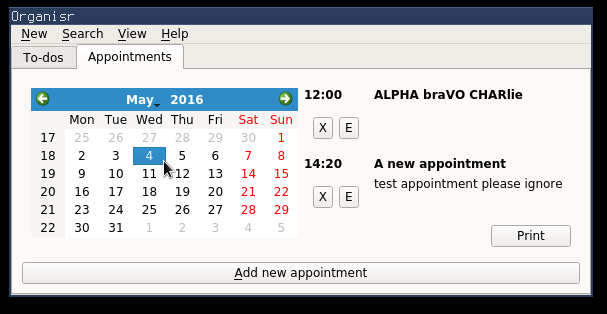 Organisr
New Search View Help
To-dos Appointments
May 2016
Mon Tue Wed Thu Fri Sat Sun
17 25 26 27 28 29 30 1
18 2 3 4 5 6 7 8
19 9 10 11 12 13 14 15
20 16 17 18 19 20 21 22
21 23 24 25 26 27 28 29
22 30 31 1 2 3 4 5
12:00 ALPHA braVO CHARlie
X E
14:20 A new appointment
test appointment please ignore
X E
Print
Add new appointment